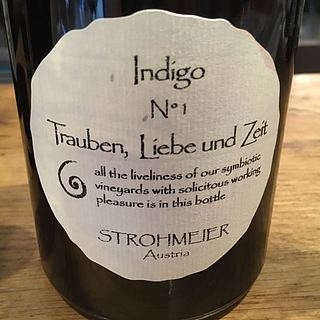 Indigo
N°1
Trauben, Liebe und Zeit
all the liveliness of our symbiotic
vineyards with solicitous working
pleasure is in this bottle
STROHMEIER
Austria